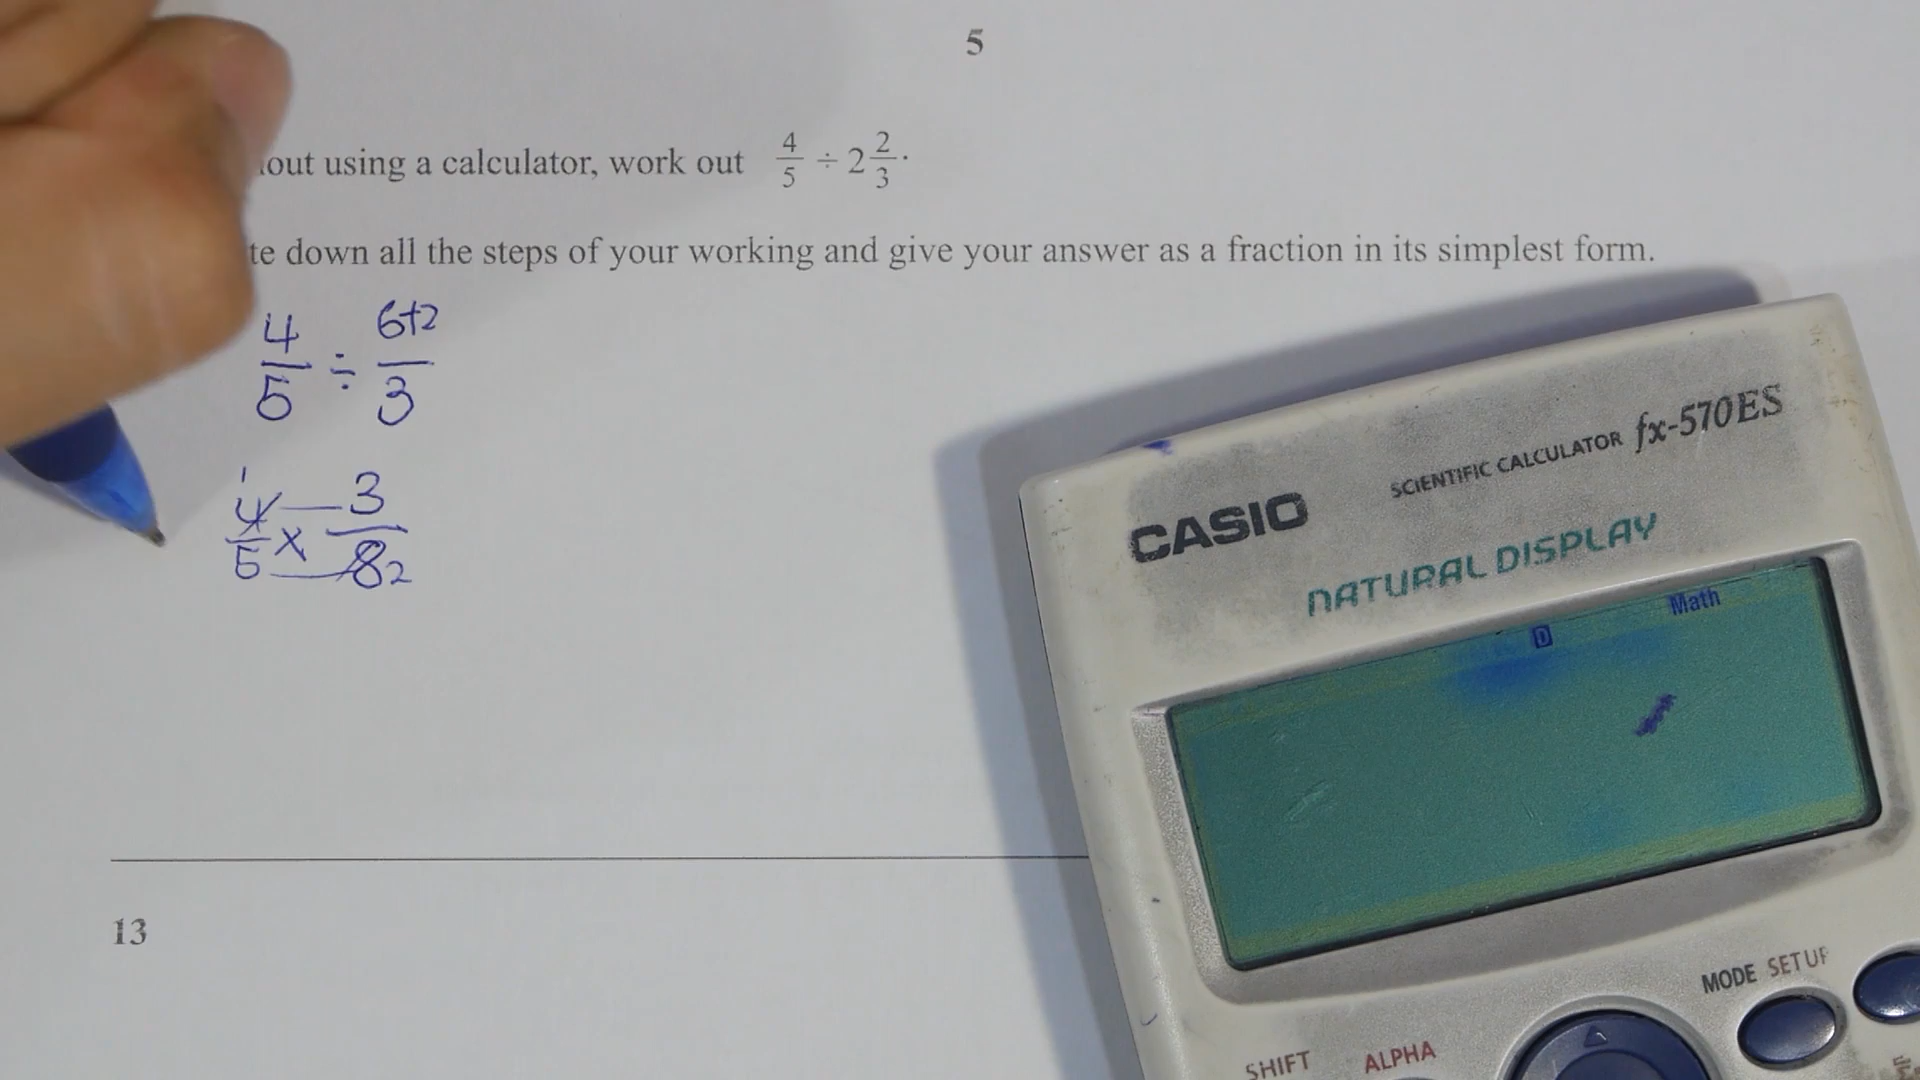 5
out using a calculator, work out 4/5 ÷ 2 2/3.
te down all the steps of your working and give your answer as a fraction in its simplest form.
4/5 ÷ 6+2/3
1
4/5 × 3/8 2
13
CASIO
SCIENTIFIC CALCULATOR fx-570ES
NATURAL DISPLAY
D Math
MODE SETUP
SHIFT ALPHA